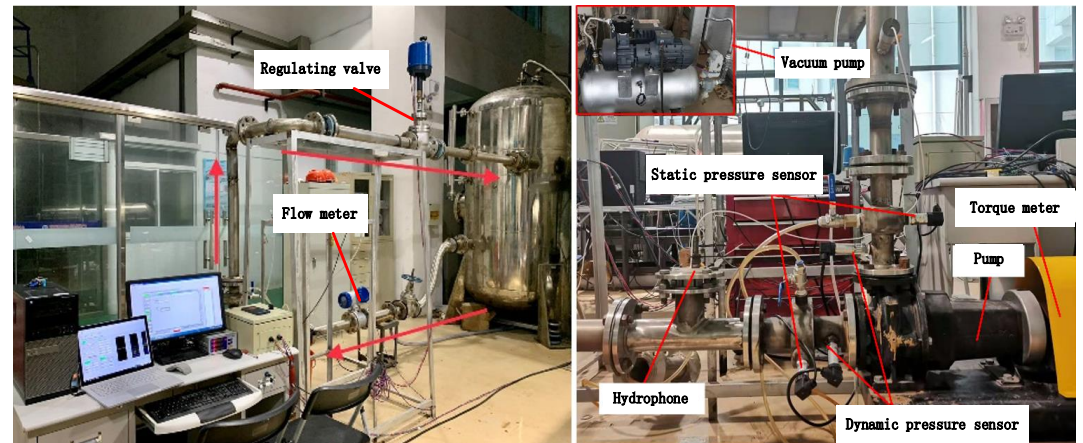 Regulating valve
Flow meter
Vacuum pump
Static pressure sensor
Torque meter
Pump
Hydrophone
Dynamic pressure sensor